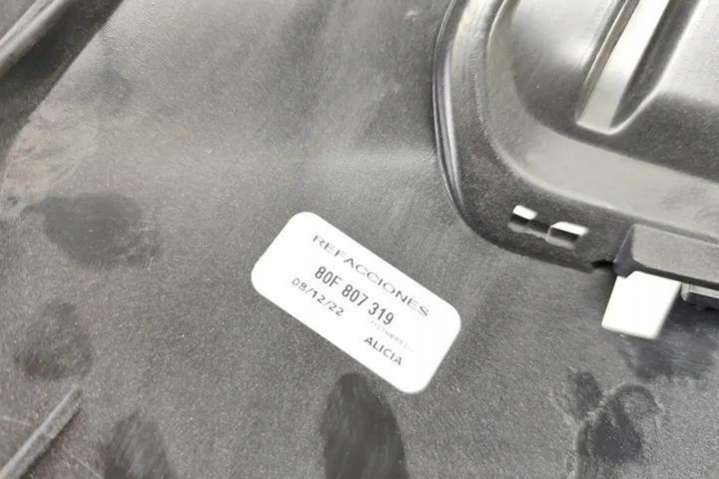 REFACCIONES
80F 807 319
08/12/22
ALICIA